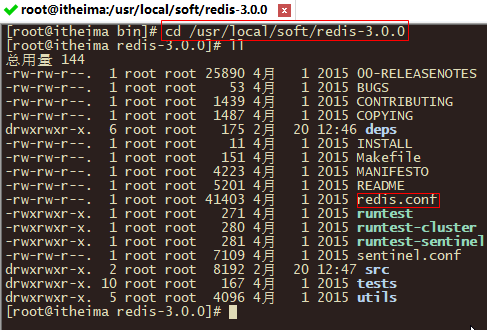 root@itheima:/usr/local/soft/redis-3.0.0 x
[root@itheima bin]# cd /usr/local/soft/redis-3.0.0
[root@itheima redis-3.0.0]# ll
总用量 144
-rw-rw-r--. 1 root root 25890 4月 1 2015 00-RELEASENOTES
-rw-rw-r--. 1 root root 53 4月 1 2015 BUGS
-rw-rw-r--. 1 root root 1439 4月 1 2015 CONTRIBUTING
-rw-rw-r--. 1 root root 1487 4月 1 2015 COPYING
drwxrwxr-x. 6 root root 175 2月 20 12:46 deps
-rw-rw-r--. 1 root root 11 4月 1 2015 INSTALL
-rw-rw-r--. 1 root root 151 4月 1 2015 Makefile
-rw-rw-r--. 1 root root 4223 4月 1 2015 MANIFESTO
-rw-rw-r--. 1 root root 5201 4月 1 2015 README
-rw-rw-r--. 1 root root 41403 4月 1 2015 redis.conf
-rwxrwxr-x. 1 root root 271 4月 1 2015 runtest
-rwxrwxr-x. 1 root root 280 4月 1 2015 runtest-cluster
-rwxrwxr-x. 1 root root 281 4月 1 2015 runtest-sentinel
-rw-rw-r--. 1 root root 7109 4月 1 2015 sentinel.conf
drwxrwxr-x. 2 root root 8192 2月 20 12:47 src
drwxrwxr-x. 10 root root 167 4月 1 2015 tests
drwxrwxr-x. 5 root root 4096 4月 1 2015 utils
[root@itheima redis-3.0.0]#